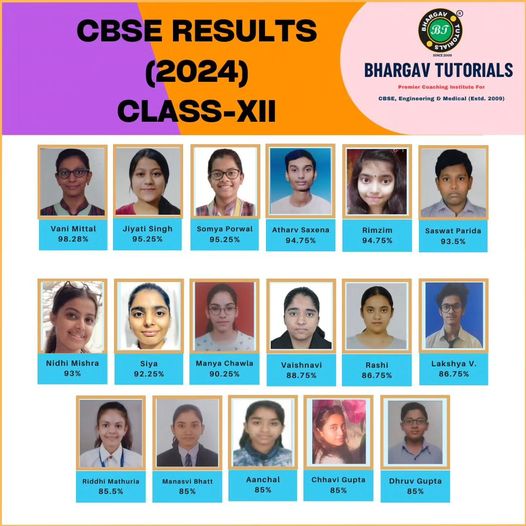 CBSE RESULTS
(2024)
CLASS-XII
BHARGAV
BT
TUTORIALS
SINCE 2009
BHARGAV TUTORIALS
Premier Coaching Institute For
CBSE, Engineering & Medical (Estd. 2009)
Vani Mittal
98.28%
Jiyati Singh
95.25%
Somya Porwal
95.25%
Atharv Saxena
94.75%
Rimzim
94.75%
Saswat Parida
93.5%
Nidhi Mishra
93%
Siya
92.25%
Manya Chawla
90.25%
Vaishnavi
88.75%
Rashi
86.75%
Lakshya V.
86.75%
Riddhi Mathuria
85.5%
Manasvi Bhatt
85%
Aanchal
85%
Chhavi Gupta
85%
Dhruv Gupta
85%